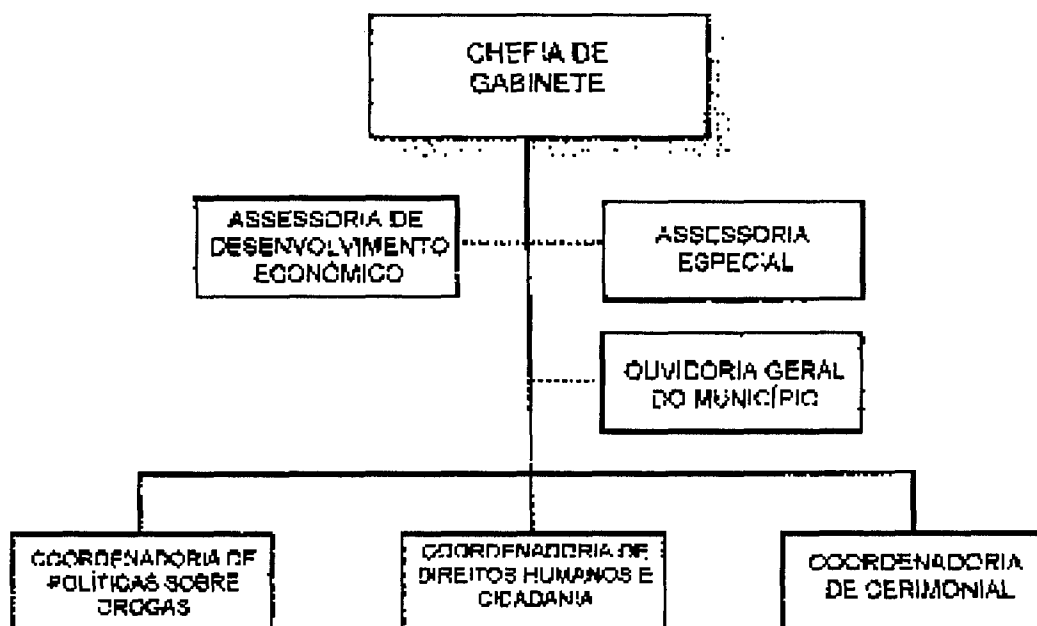 CHEFIA DE
GABINETE
ASSESSORIA DE
DESENVOLVIMENTO
ECONÔMICO
ASSESSORIA
ESPECIAL
OUVIDORIA GERAL
DO MUNICÍPIO
COORDENADORIA DE
POLÍTICAS SOBRE
DROGAS
COORDENADORIA DE
DIREITOS HUMANOS E
CIDADANIA
COORDENADORIA
DE CERIMONIAL